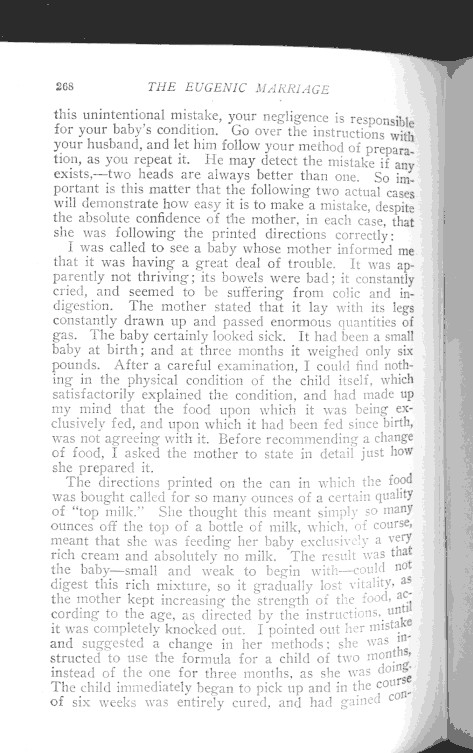 268 THE EUGENIC MARRIAGE
this unintentional mistake, your negligence is responsible
for your baby's condition. Go over the instructions with
your husband, and let him follow your method of prepara-
tion, as you repeat it. He may detect the mistake if any
exists,—two heads are always better than one. So im-
portant is this matter that the following two actual cases
will demonstrate how easy it is to make a mistake, despite
the absolute confidence of the mother, in each case, that
she was following the printed directions correctly:
I was called to see a baby whose mother informed me
that it was having a great deal of trouble. It was ap-
parently not thriving; its bowels were bad; it constantly
cried, and seemed to be suffering from colic and in-
digestion. The mother stated that it lay with its legs
constantly drawn up and passed enormous quantities of
gas. The baby certainly looked sick. It had been a small
baby at birth; and at three months it weighed only six
pounds. After a careful examination, I could find noth-
ing in the physical condition of the child itself, which
satisfactorily explained the condition, and had made up
my mind that the food upon which it was being ex-
clusively fed, and upon which it had been fed since birth,
was not agreeing with it. Before recommending a change
of food, I asked the mother to state in detail just how
she prepared it.
The directions printed on the can in which the food
was bought called for so many ounces of a certain quality
of "top milk." She thought this meant simply so many
ounces off the top of a bottle of milk, which, of course,
meant that she was feeding her baby exclusively a very
rich cream and absolutely no milk. The result was that
the baby—small and weak to begin with—could not
digest this rich mixture, so it gradually lost vitality, as
the mother kept increasing the strength of the food, ac-
cording to the age, as directed by the instructions, until
it was completely knocked out. I pointed out her mistake
and suggested a change in her methods; she was in-
structed to use the formula for a child of two months,
instead of the one for three months, as she was doing.
The child immediately began to pick up and in the course
of six weeks was entirely cured, and had gained con-